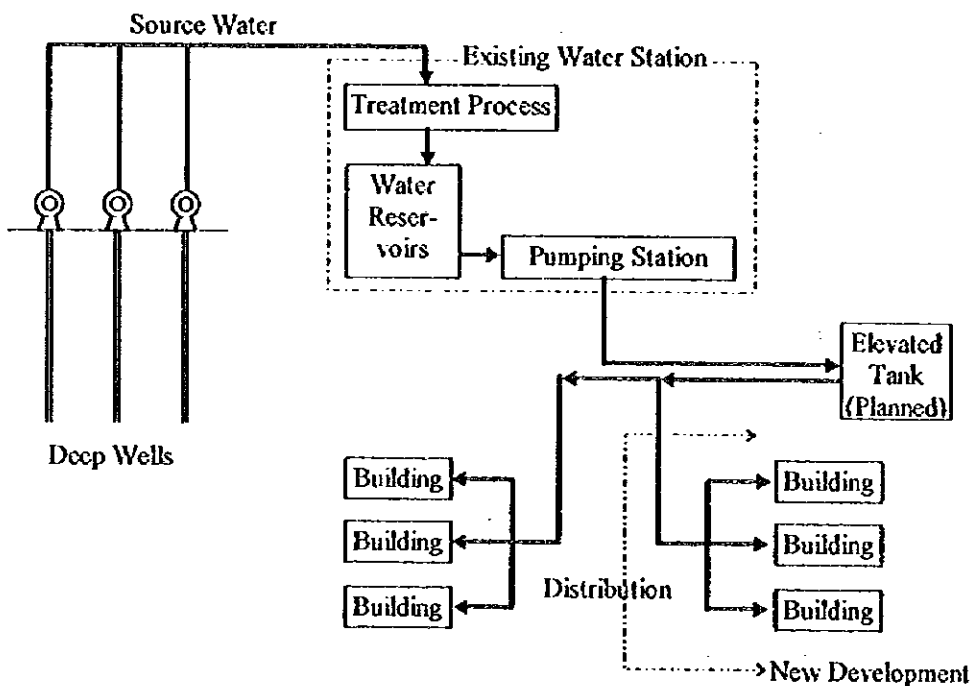 Source Water
Existing Water Station
Treatment Process
Water
Reser-
voirs
Pumping Station
Elevated
Tank
(Planned)
Deep Wells
Building
Building
Building
Building
Building
Building
Distribution
New Development